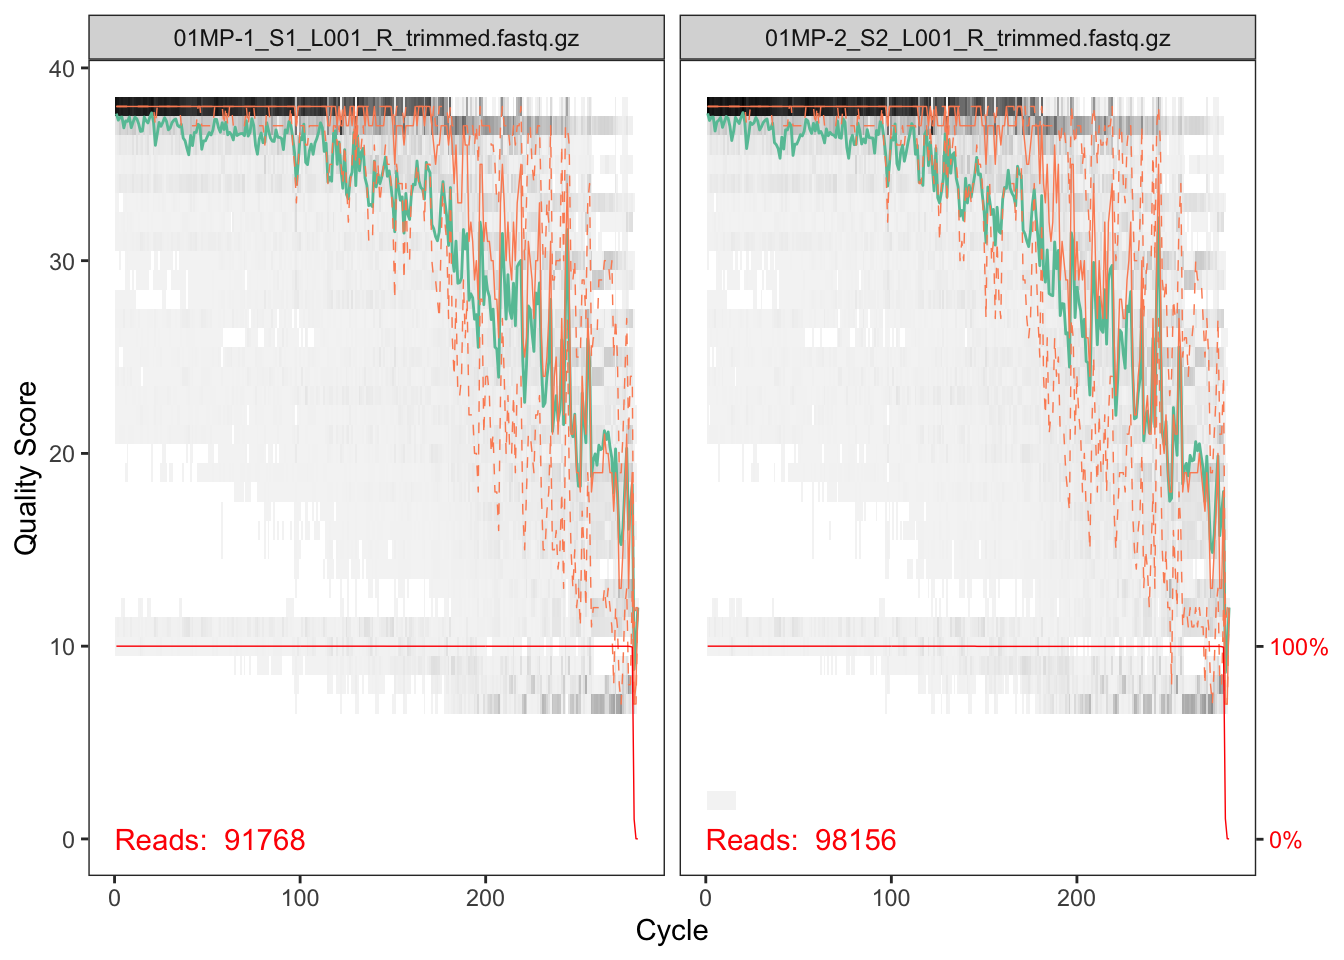 01MP-1_S1_L001_R_trimmed.fastq.gz
01MP-2_S2_L001_R_trimmed.fastq.gz
Quality Score
40
30
20
10
0
Reads:  91768
Reads:  98156
100%
0%
0
100
200
0
100
200
Cycle